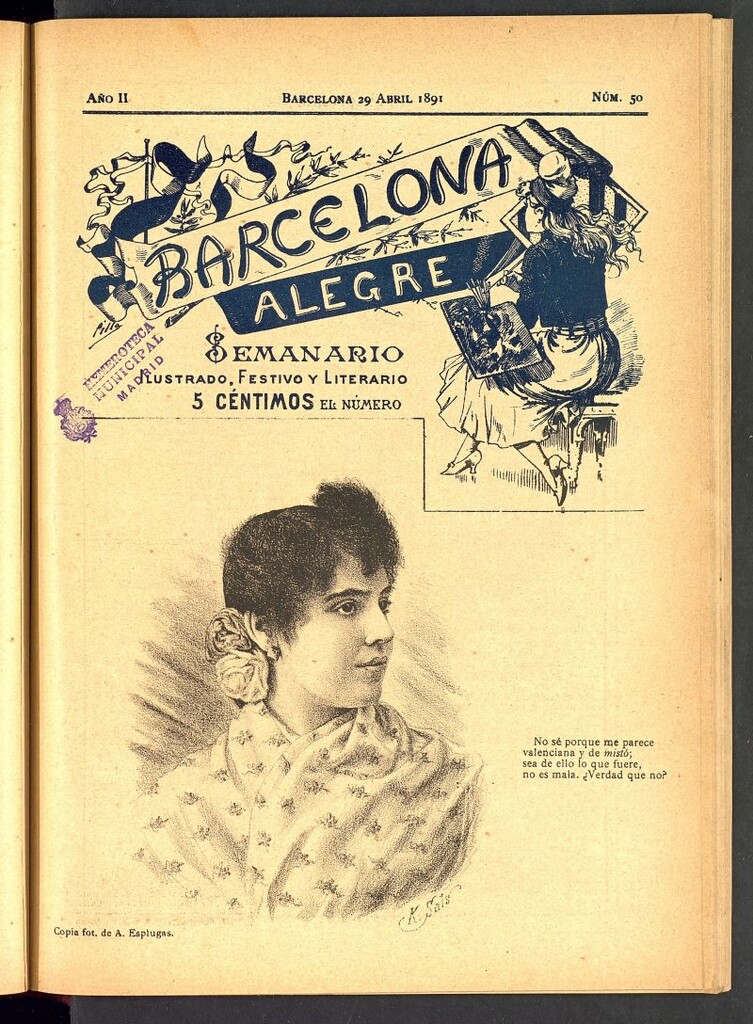 AÑO II
BARCELONA 29 ABRIL 1891
NÚM. 50
BARCELONA
ALEGRE
SEMANARIO
ILUSTRADO, FESTIVO Y LITERARIO
5 CÉNTIMOS EL NÚMERO
HEMEROTECA
MUNICIPAL
MADRID
No sé porque me parece
valenciana y de mistò;
sea de ello lo que fuere,
no es mala. ¿Verdad que no?
K. Sats
Copia fot. de A. Esplugas.